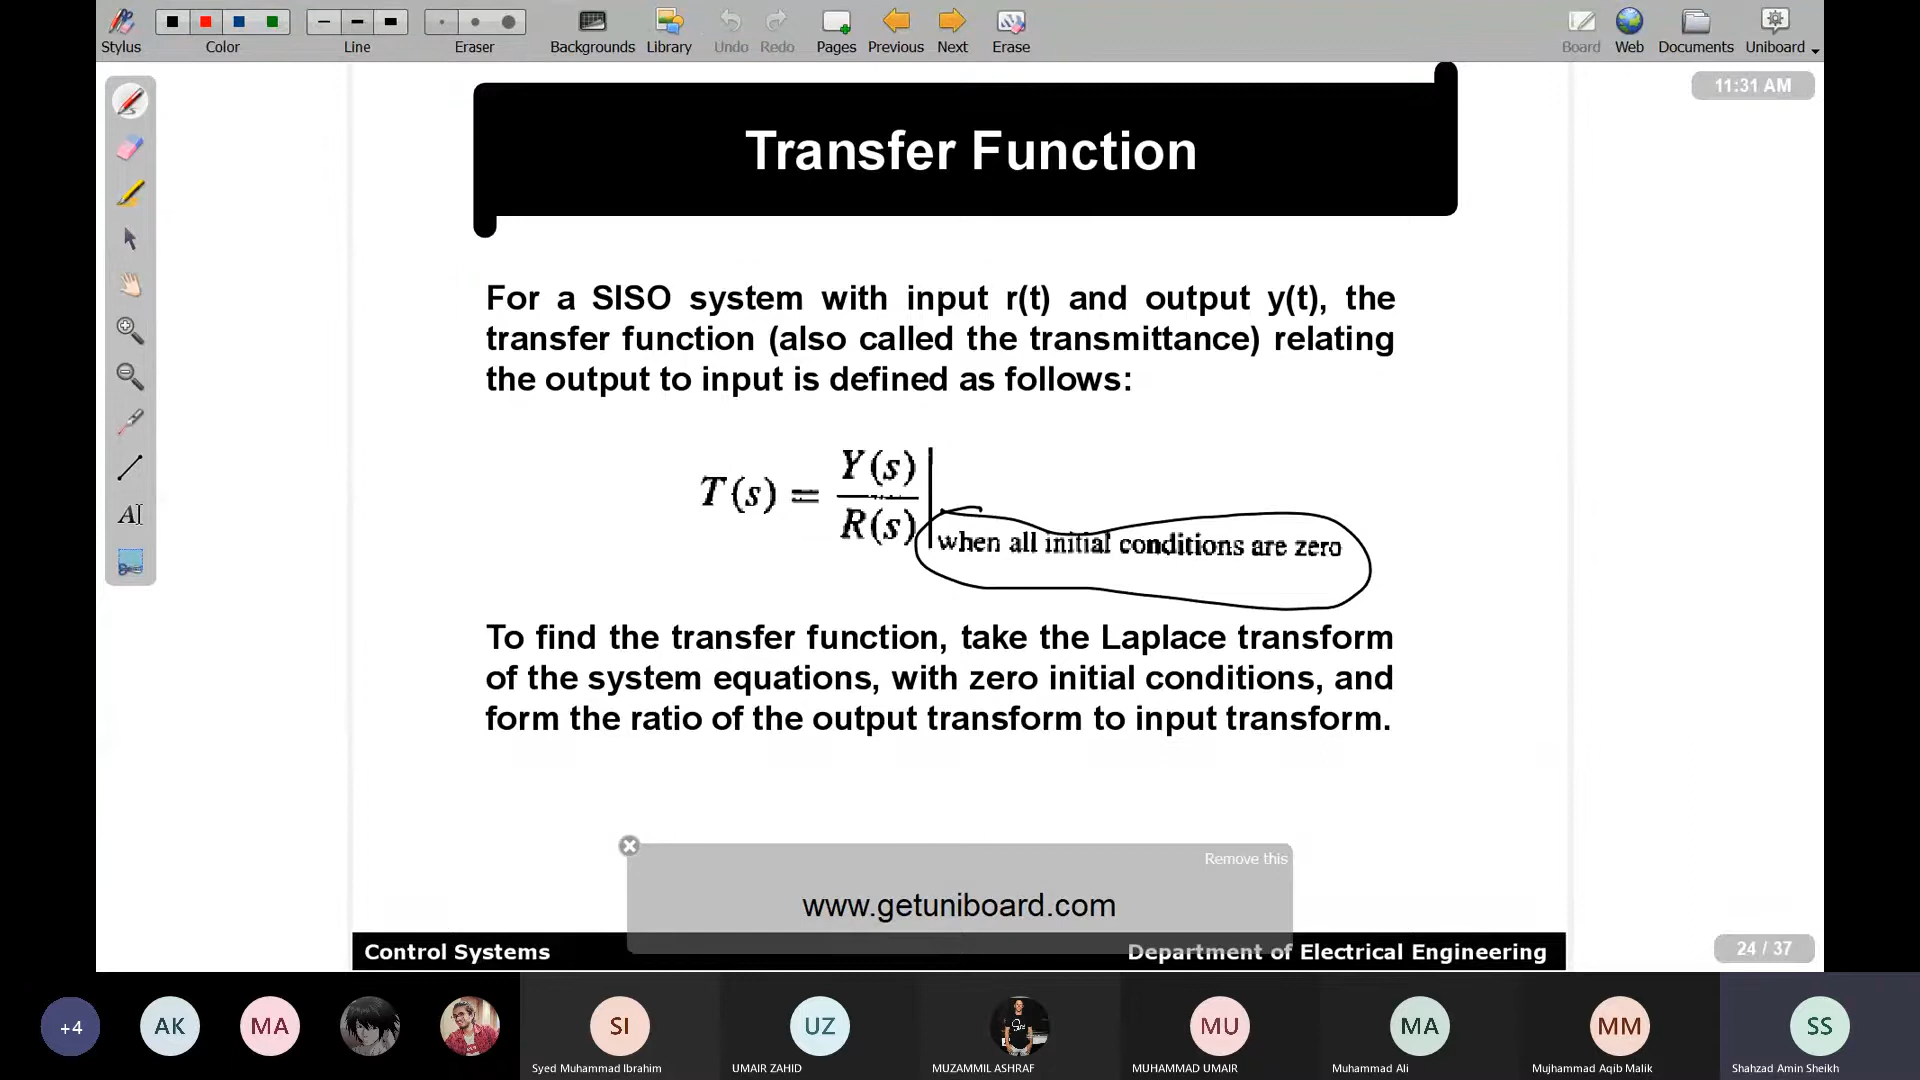 Stylus Color Line Eraser Backgrounds Library Undo Redo Pages Previous Next Erase Board Web Documents Uniboard
11:31 AM
Transfer Function
For a SISO system with input r(t) and output y(t), the
transfer function (also called the transmittance) relating
the output to input is defined as follows:
T(s) = Y(s)
R(s)
when all initial conditions are zero
To find the transfer function, take the Laplace transform
of the system equations, with zero initial conditions, and
form the ratio of the output transform to input transform.
Remove this
www.getuniboard.com
Control Systems Department of Electrical Engineering
24 / 37
+4 AK MA SI UZ MU MA MM SS
Syed Muhammad Ibrahim UMAIR ZAHID MUZAMMIL ASHRAF MUHAMMAD UMAIR Muhammad Ali Mujhammad Aqib Malik Shahzad Amin Sheikh